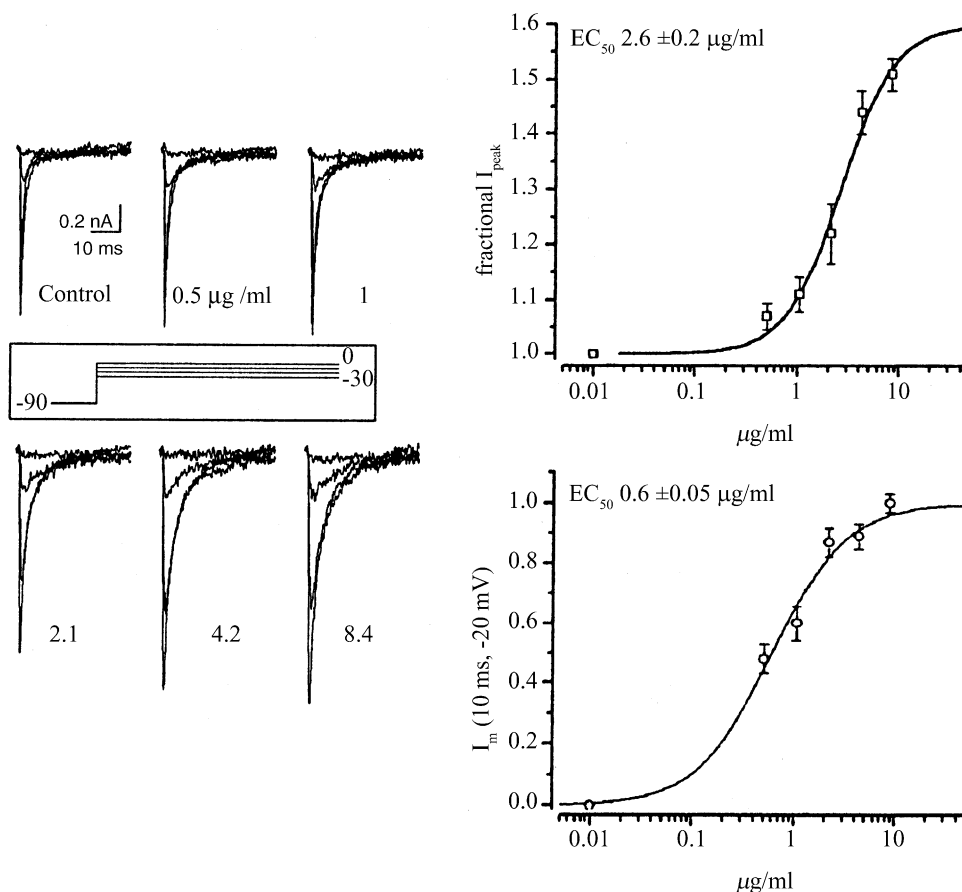 0.2 nA
10 ms
Control
0.5 µg /ml
1
0
-30
-90
2.1
4.2
8.4
EC50 2.6 ±0.2 µg/ml
fractional Ipeak
1.6
1.5
1.4
1.3
1.2
1.1
1.0
0.01
0.1
1
10
µg/ml
EC50 0.6 ±0.05 µg/ml
Im (10 ms, -20 mV)
1.0
0.8
0.6
0.4
0.2
0.0
0.01
0.1
1
10
µg/ml